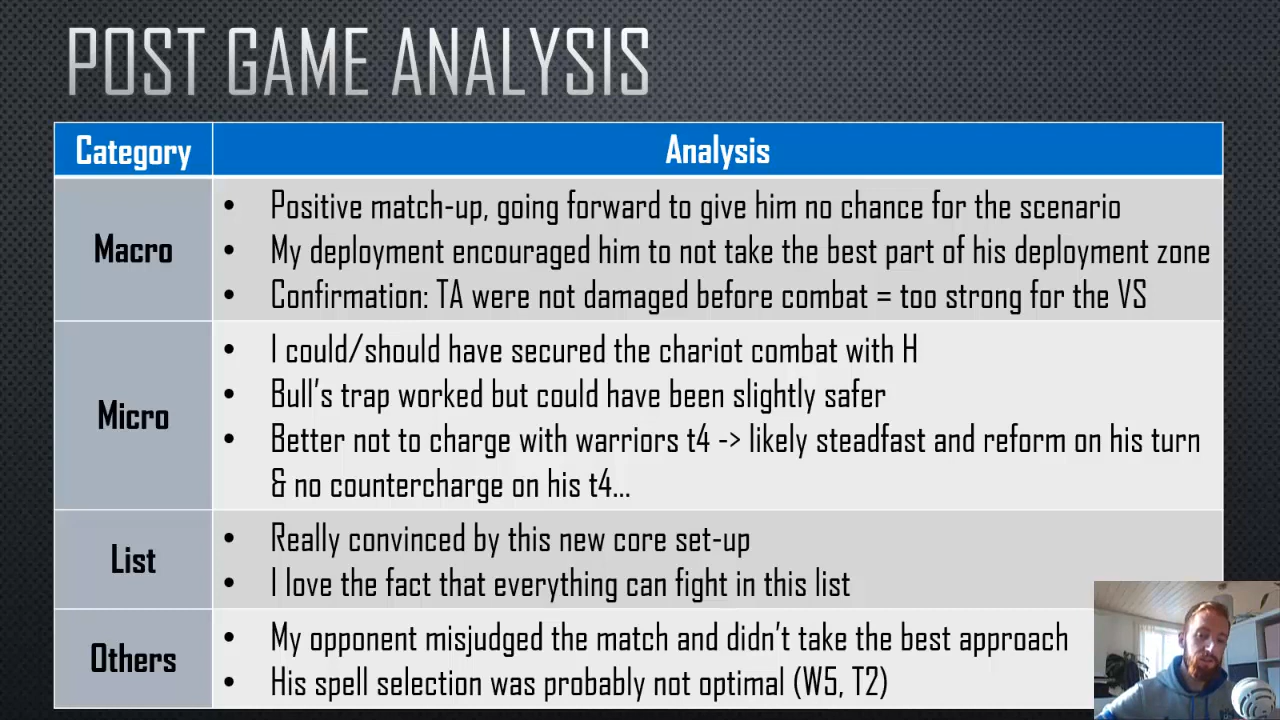 POST GAME ANALYSIS
Category
Analysis
Macro
• Positive match-up, going forward to give him no chance for the scenario
• My deployment encouraged him to not take the best part of his deployment zone
• Confirmation: TA were not damaged before combat = too strong for the VS
Micro
• I could/should have secured the chariot combat with H
• Bull's trap worked but could have been slightly safer
• Better not to charge with warriors t4 -> likely steadfast and reform on his turn
& no countercharge on his t4...
List
• Really convinced by this new core set-up
• I love the fact that everything can fight in this list
Others
• My opponent misjudged the match and didn't take the best approach
• His spell selection was probably not optimal (W5, T2)